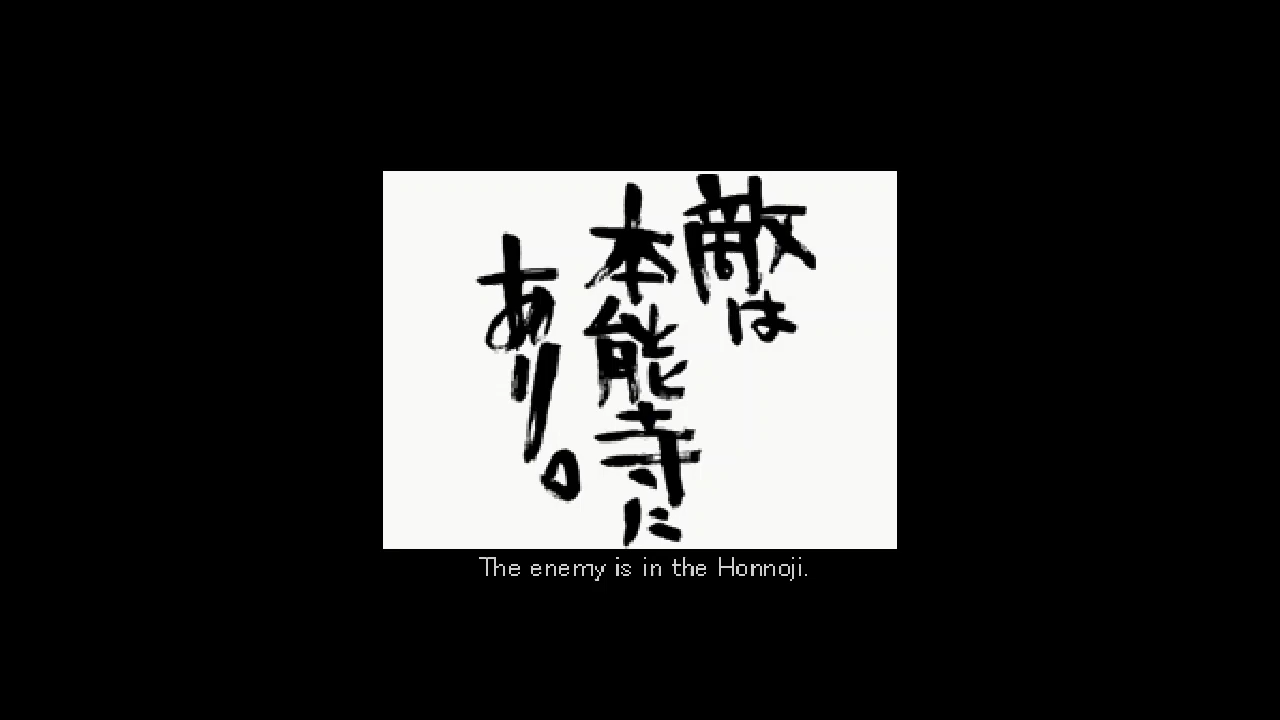 敵は
本能寺に
あり。
The enemy is in the Honnoji.